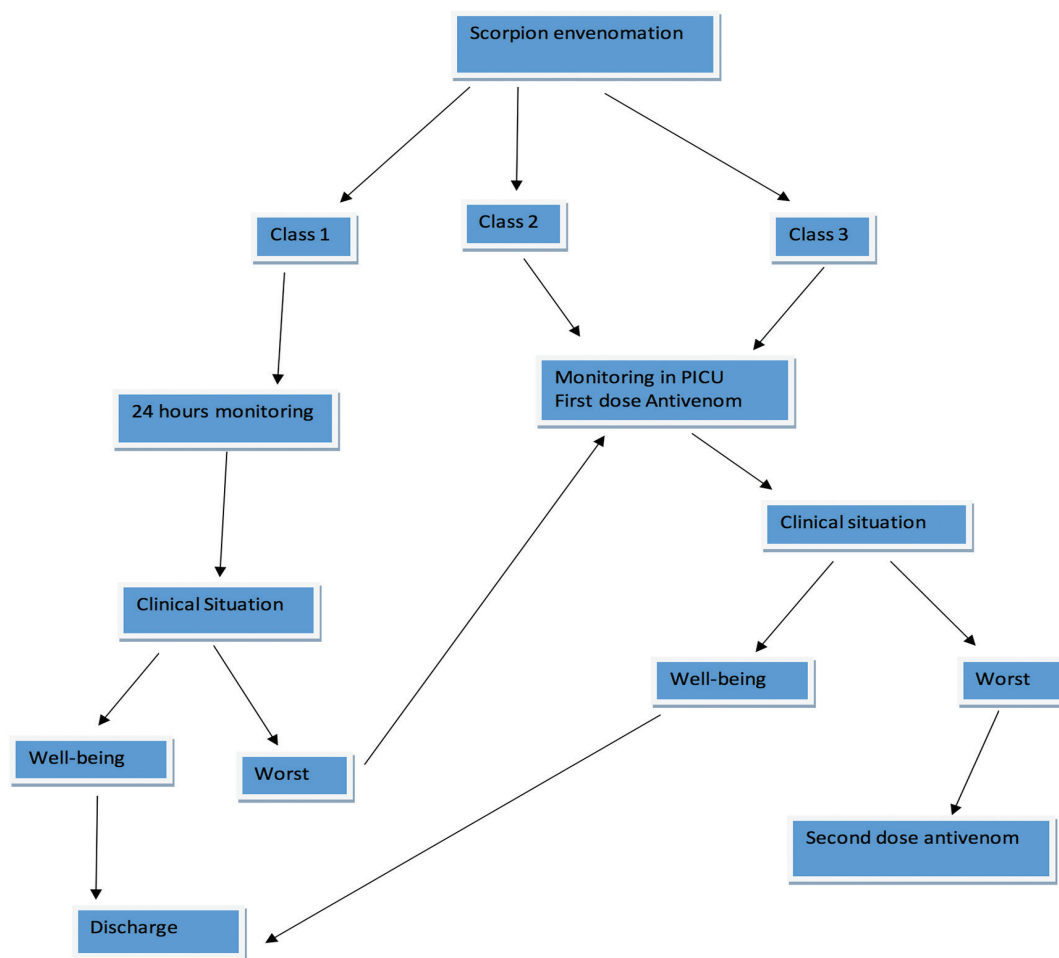 Scorpion envenomation
Class 1
Class 2
Class 3
Monitoring in PICU
First dose Antivenom
24 hours monitoring
Clinical situation
Clinical Situation
Well-being
Worst
Well-being
Worst
Second dose antivenom
Discharge